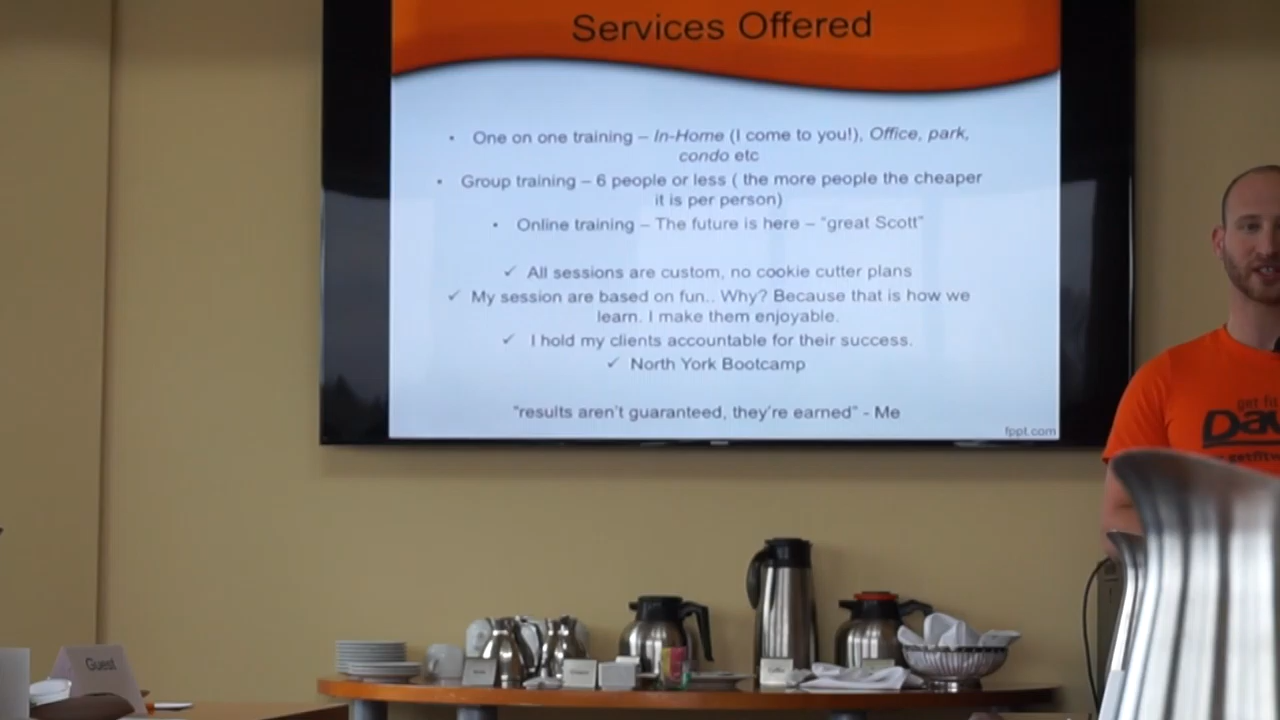 Services Offered
• One on one training – In-Home (I come to you!), Office, park,
condo etc
• Group training – 6 people or less ( the more people the cheaper
it is per person)
• Online training – The future is here – “great Scott”
✓ All sessions are custom, no cookie cutter plans
✓ My session are based on fun.. Why? Because that is how we
learn. I make them enjoyable.
✓ I hold my clients accountable for their success.
✓ North York Bootcamp
“results aren’t guaranteed, they’re earned” - Me
fppt.com
get fi
Dav
getfitw
Guest